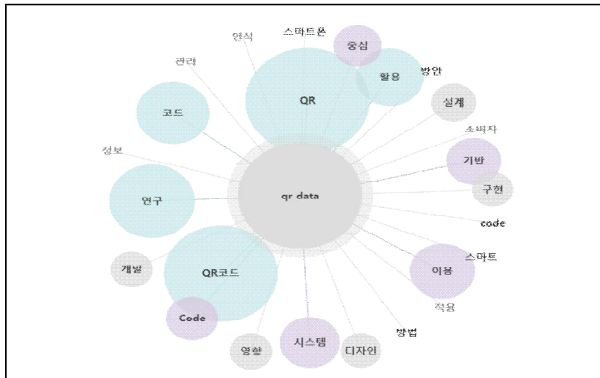 스마트폰
인식
중심
관리
QR
활용
방안
코드
설계
소비자
정보
기반
연구
qr data
구현
code
스마트
개발
QR코드
이용
적용
Code
방법
영향
시스템
디자인